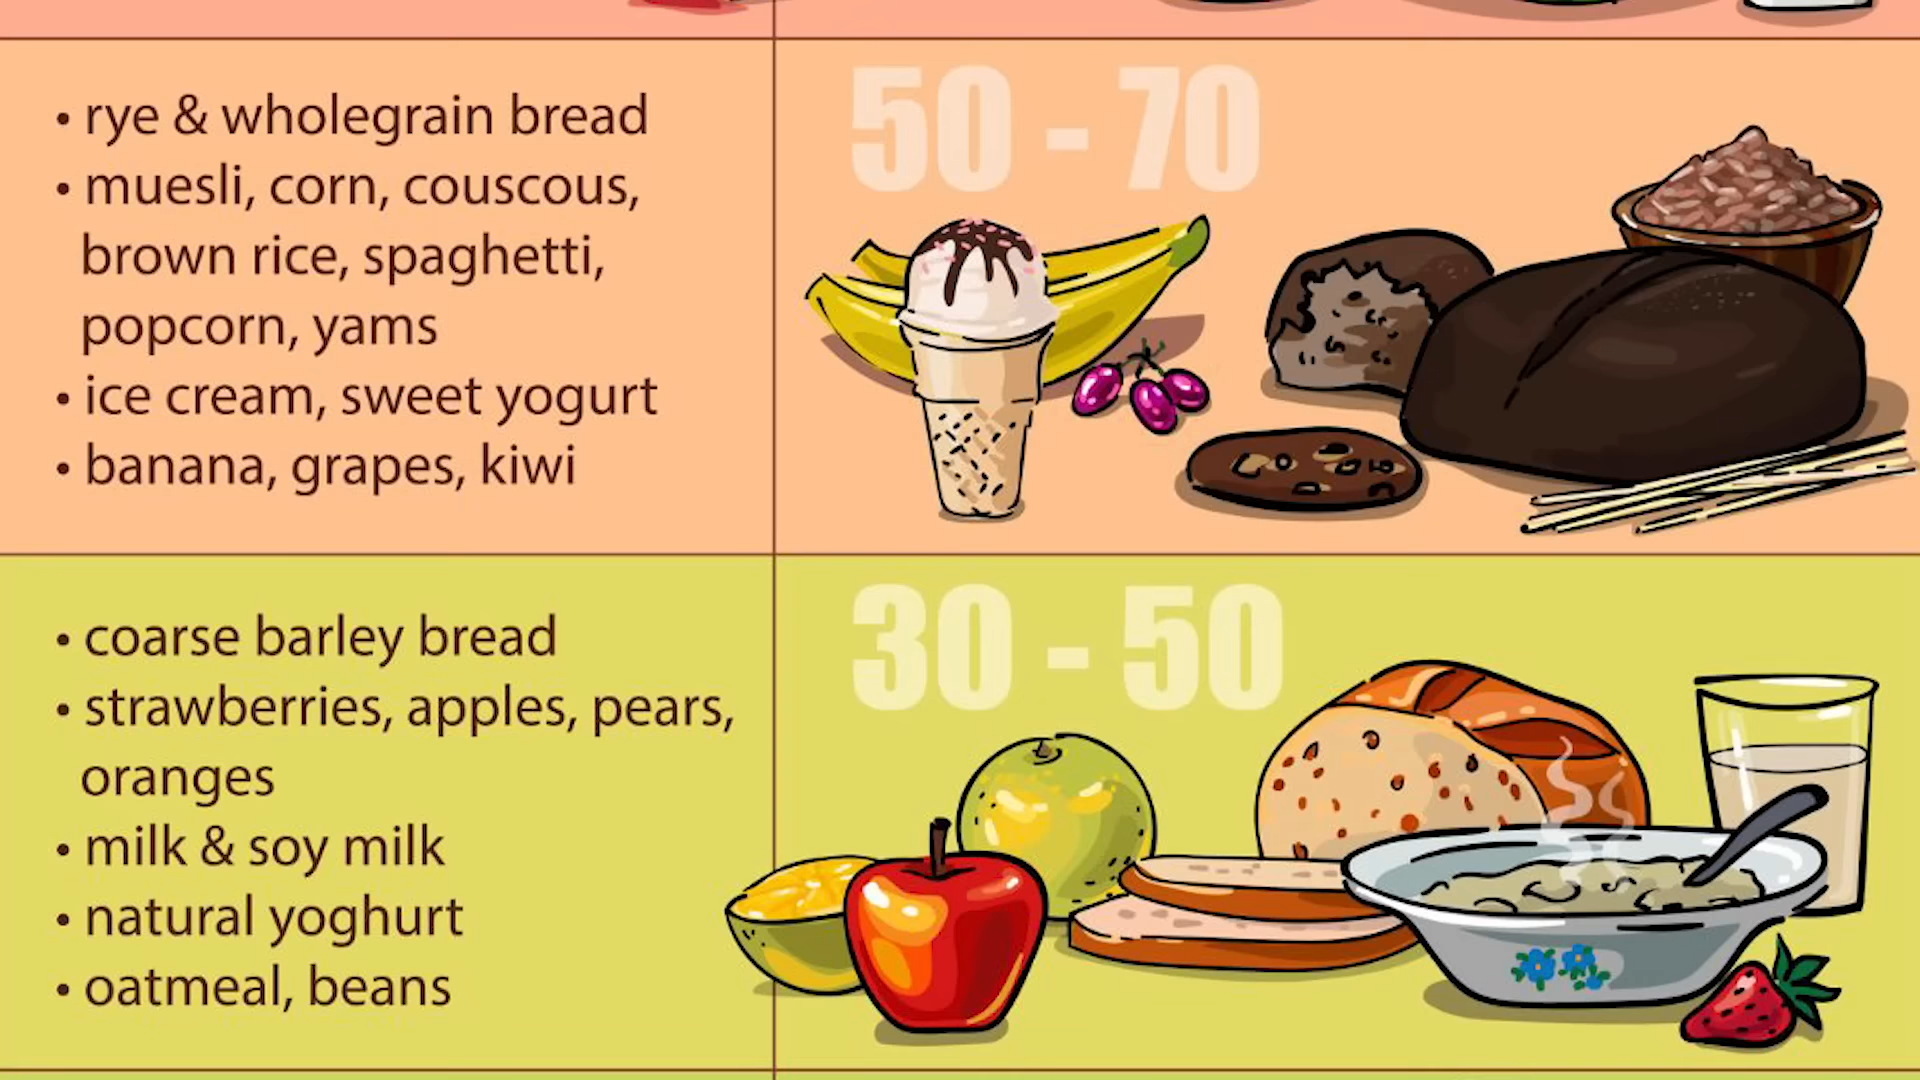 50 - 70
• rye & wholegrain bread
• muesli, corn, couscous,
brown rice, spaghetti,
popcorn, yams
• ice cream, sweet yogurt
• banana, grapes, kiwi
30 - 50
• coarse barley bread
• strawberries, apples, pears,
oranges
• milk & soy milk
• natural yoghurt
• oatmeal, beans